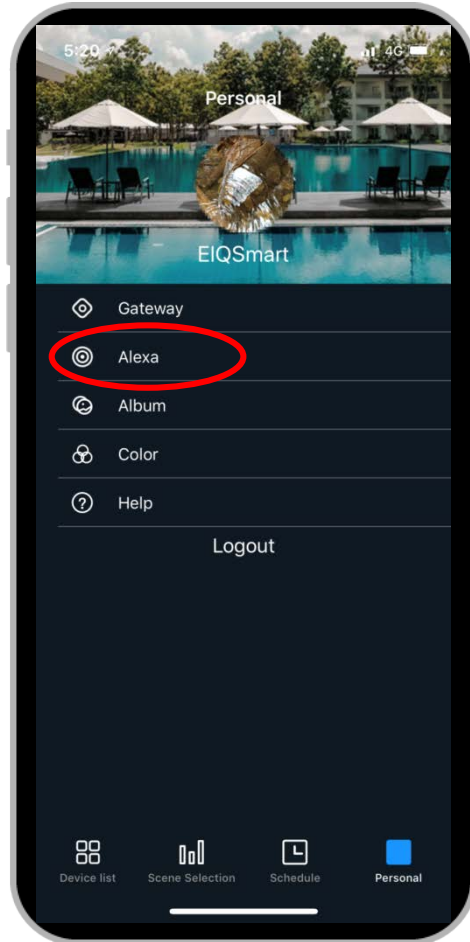 5:20 4G
Personal
EIQSmart
Gateway
Alexa
Album
Color
Help
Logout
Device list Scene Selection Schedule Personal